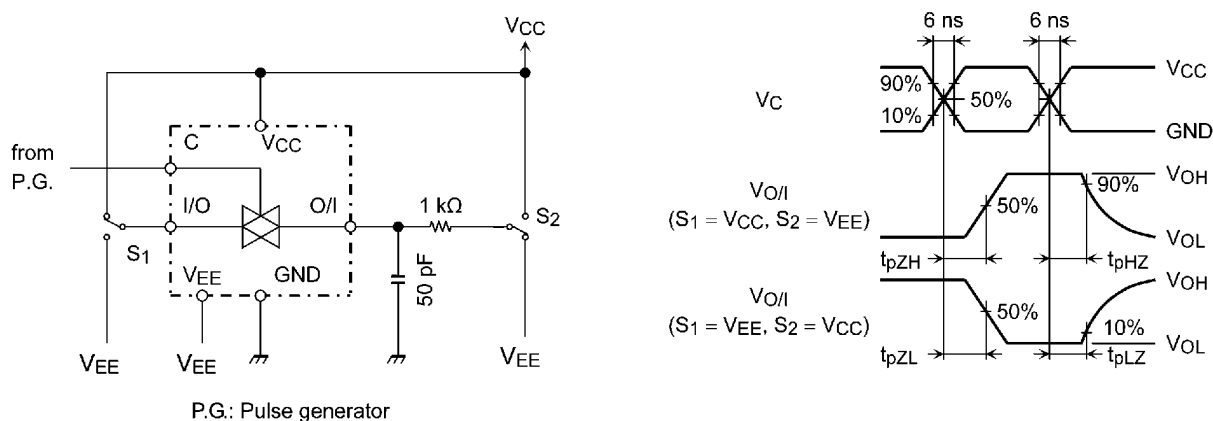 VCC
from
P.G.
C
VCC
I/O
O/I
1 kΩ
S1
S2
VEE
GND
50 pF
VEE
VEE
VEE
P.G.: Pulse generator
6 ns
6 ns
VC
90%
10%
50%
VCC
GND
VO/I
(S1 = VCC, S2 = VEE)
50%
90%
VOH
VOL
tpZH
tpHZ
VO/I
(S1 = VEE, S2 = VCC)
50%
10%
VOH
VOL
tpZL
tpLZ